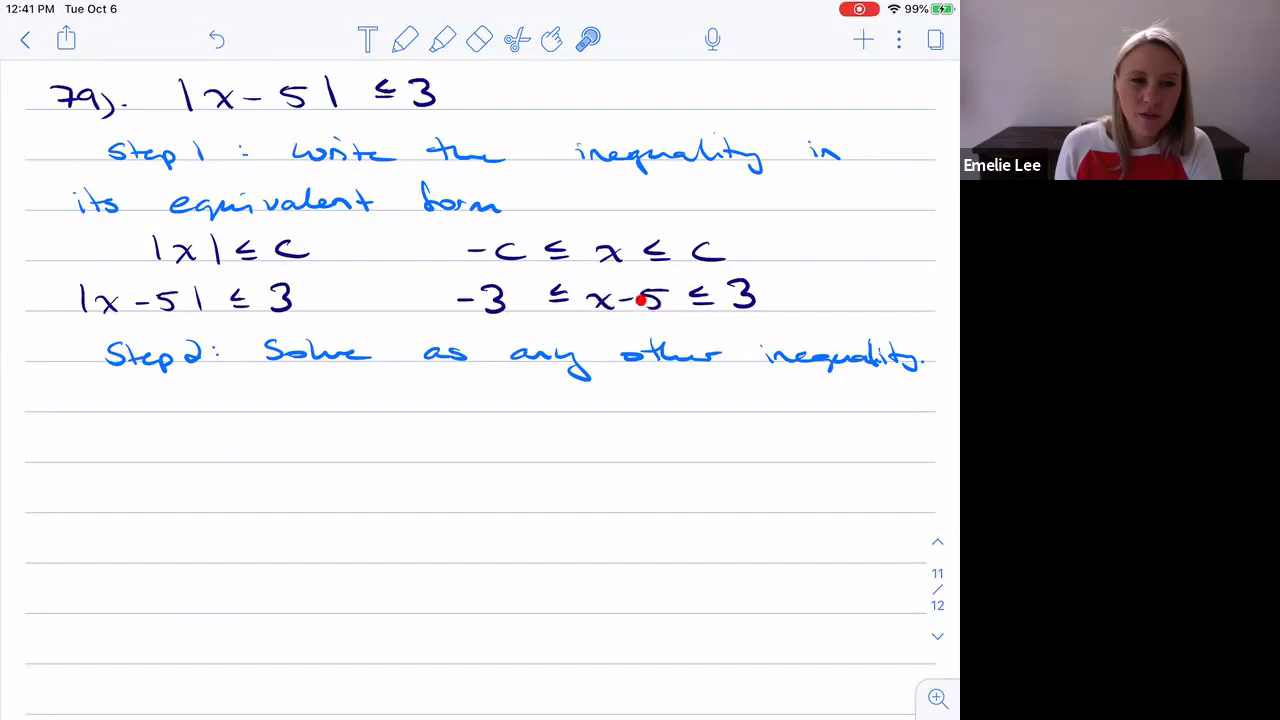 12:41 PM Tue Oct 6
99%
79). |x - 5| ≤ 3
Step 1 : write the inequality in
its equivalent form
|x| ≤ c -c ≤ x ≤ c
|x - 5| ≤ 3 -3 ≤ x - 5 ≤ 3
Step 2: Solve as any other inequality.
11
/
12
Emelie Lee